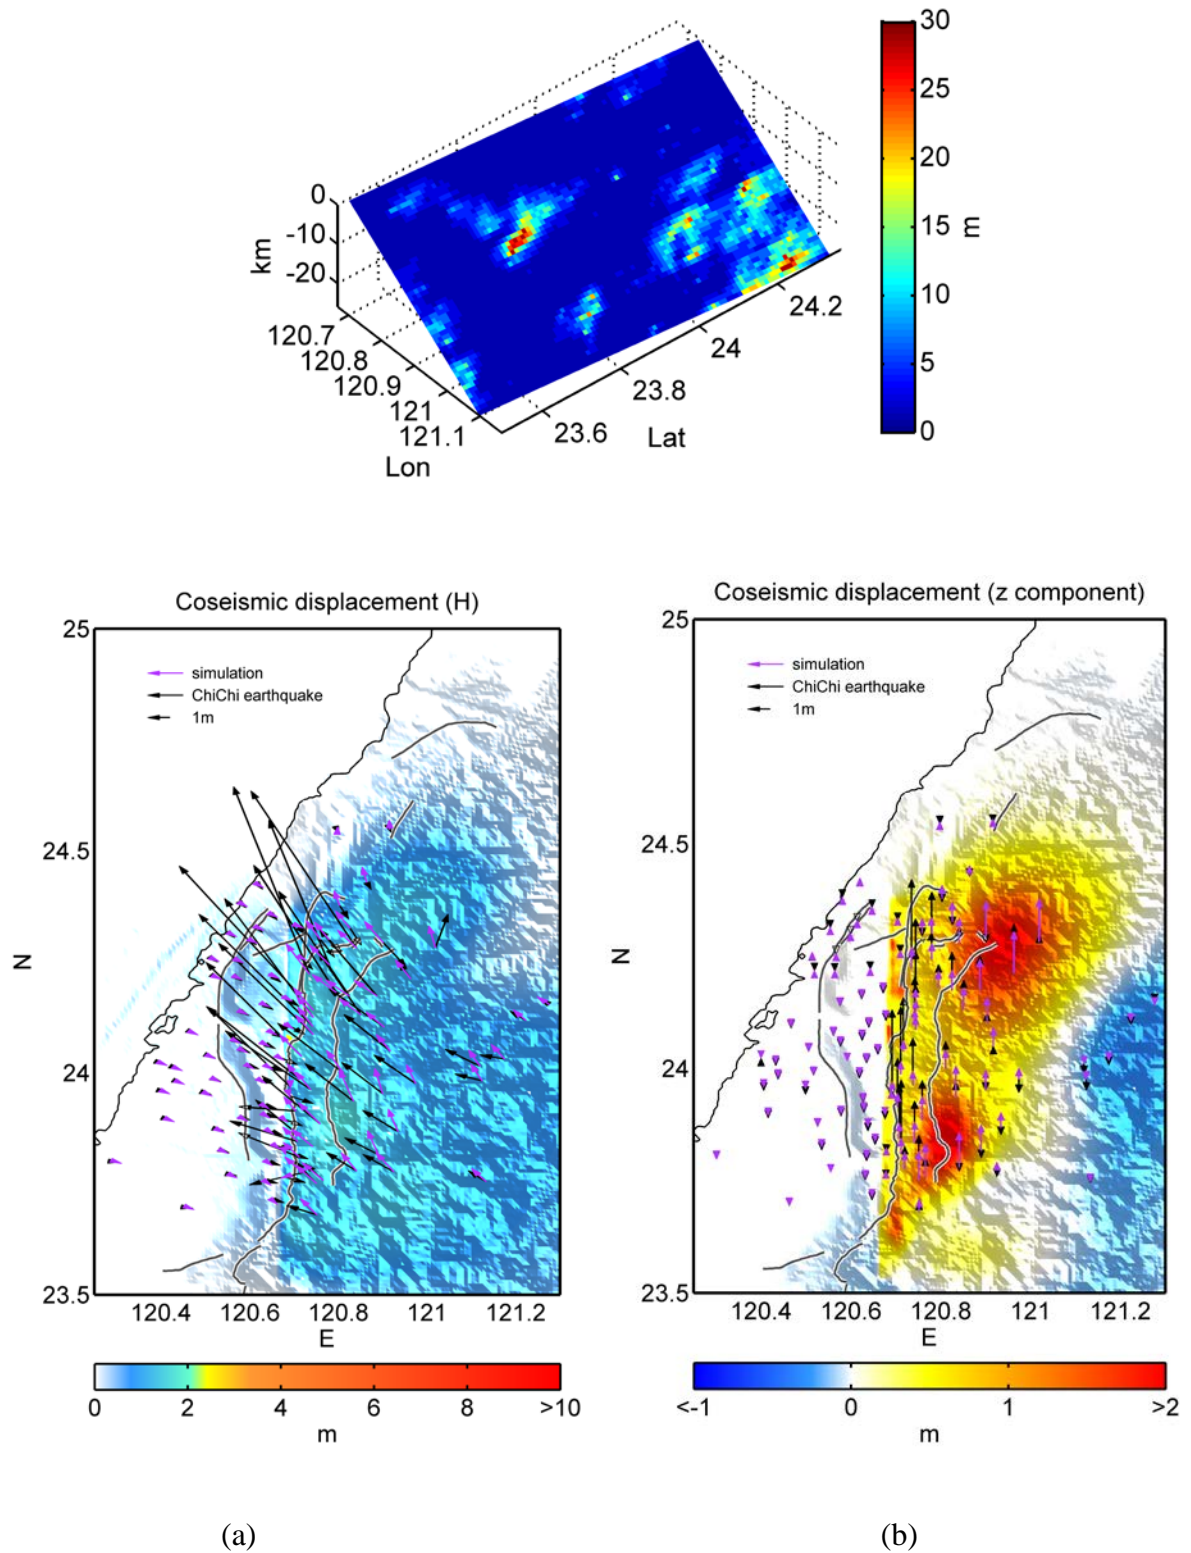 30
25
20
15
10
5
0
m
0
-10
-20
km
120.7
120.8
120.9
121
121.1
Lon
23.6
23.8
24
24.2
Lat
Coseismic displacement (H)
25
24.5
24
23.5
N
simulation
ChiChi earthquake
1m
120.4 120.6 120.8 121 121.2
E
0 2 4 6 8 >10
m
Coseismic displacement (z component)
25
24.5
24
23.5
N
simulation
ChiChi earthquake
1m
120.4 120.6 120.8 121 121.2
E
<-1 0 1 >2
m
(a) (b)